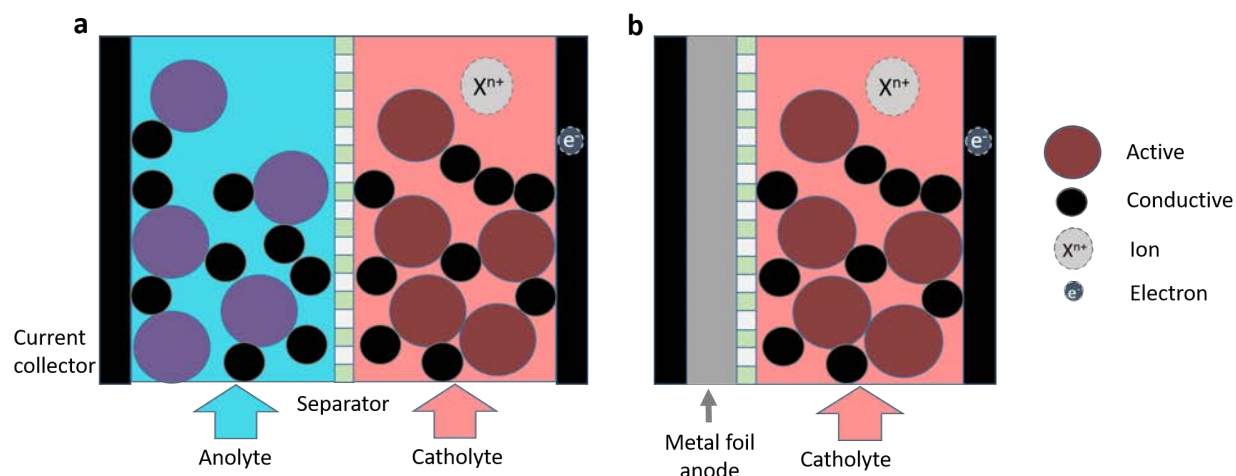 a
b
Xⁿ⁺
Xⁿ⁺
e⁻
e⁻
Active
Conductive
Xⁿ⁺
Ion
e⁻
Electron
Current
collector
Separator
Anolyte
Catholyte
Metal foil
anode
Catholyte